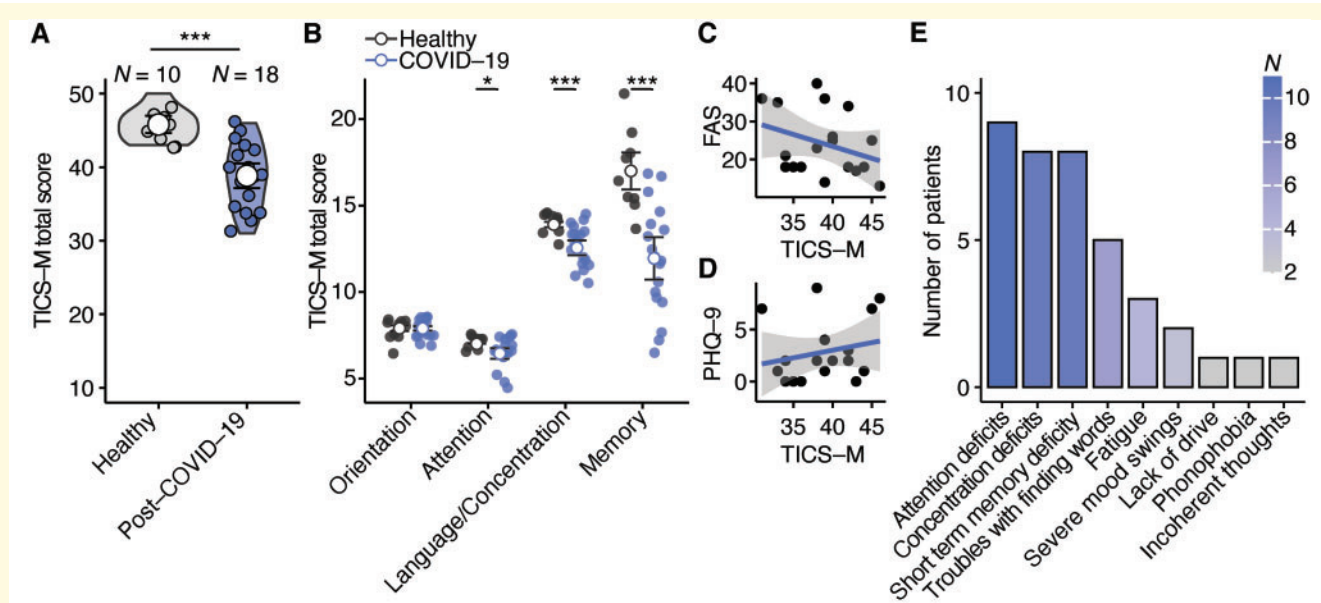 A
***
N = 10 N = 18
TICS–M total score
50
40
30
20
10
Healthy
Post–COVID–19
B
Healthy
COVID–19
* *** ***
TICS–M total score
20
15
10
5
Orientation
Attention
Language/Concentration
Memory
C
FAS
40
30
20
35 40 45
TICS–M
D
PHQ–9
5
0
35 40 45
TICS–M
E
N
10
8
6
4
2
Number of patients
10
5
0
Attention deficits
Concentration deficits
Short term memory deficity
Troubles with finding words
Fatigue
Severe mood swings
Lack of drive
Phonophobia
Incoherent thoughts